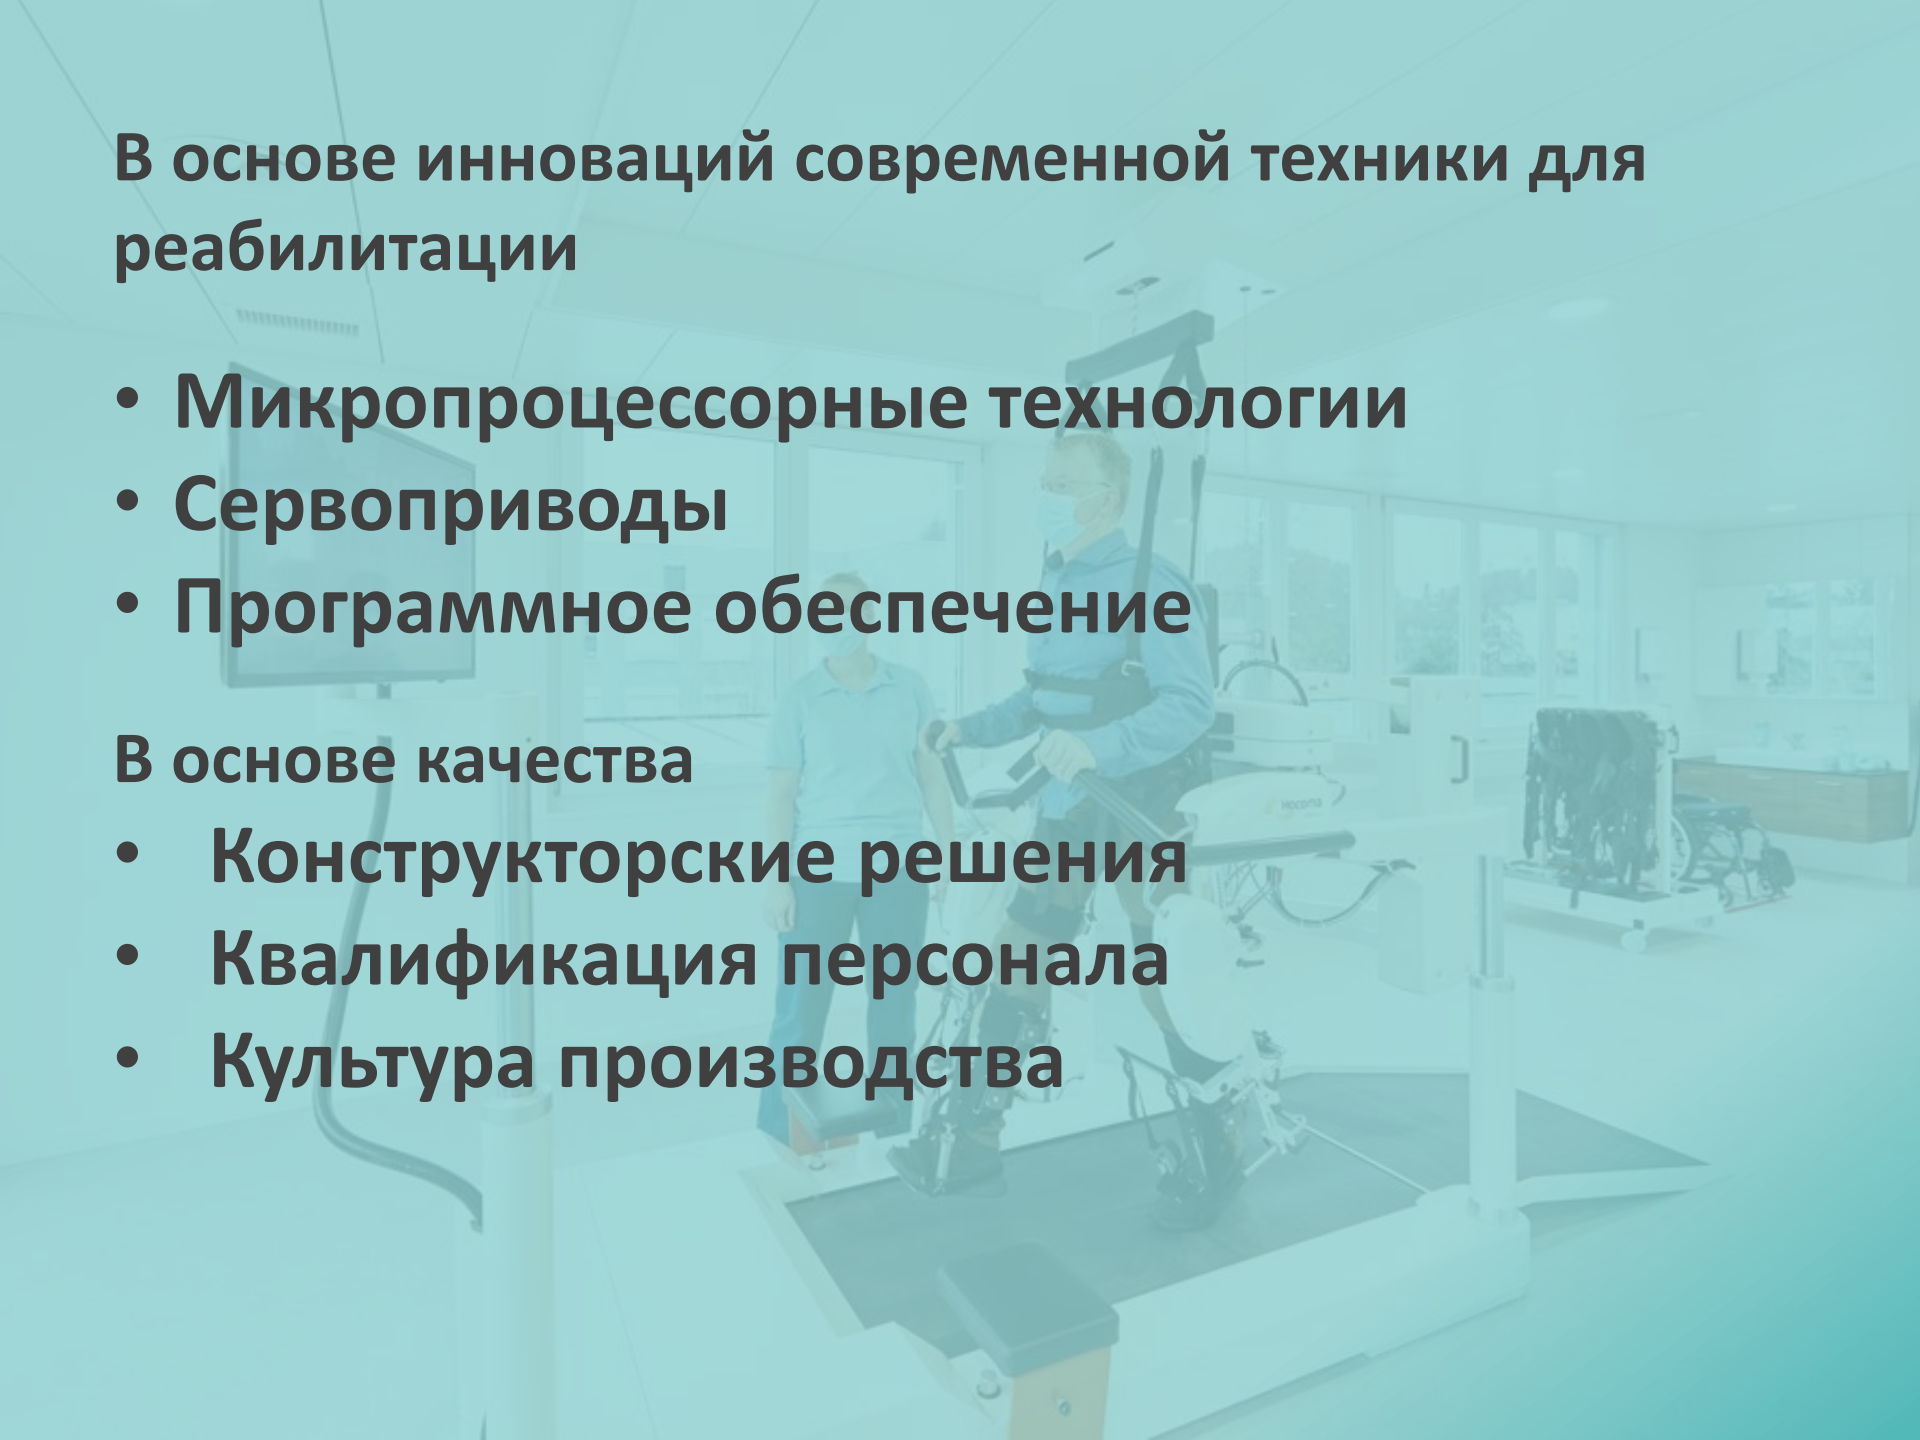 В основе инноваций современной техники для
реабилитации
• Микропроцессорные технологии
• Сервоприводы
• Программное обеспечение
В основе качества
• Конструкторские решения
• Квалификация персонала
• Культура производства
Hocoma